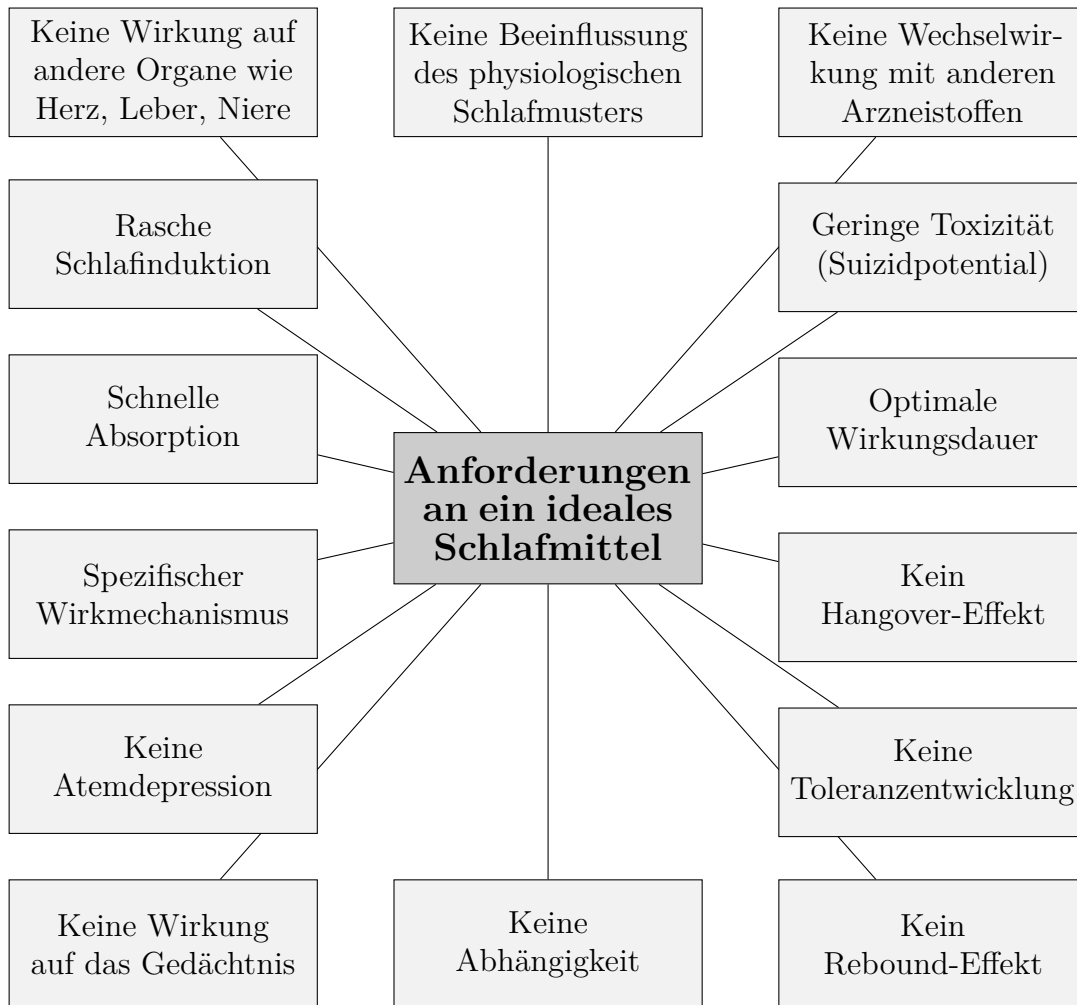 Keine Wirkung auf
andere Organe wie
Herz, Leber, Niere
Keine Beeinflussung
des physiologischen
Schlafmusters
Keine Wechselwir-
kung mit anderen
Arzneistoffen
Rasche
Schlafinduktion
Geringe Toxizität
(Suizidpotential)
Schnelle
Absorption
Optimale
Wirkungsdauer
Anforderungen
an ein ideales
Schlafmittel
Spezifischer
Wirkmechanismus
Kein
Hangover-Effekt
Keine
Atemdepression
Keine
Toleranzentwicklung
Keine Wirkung
auf das Gedächtnis
Keine
Abhängigkeit
Kein
Rebound-Effekt